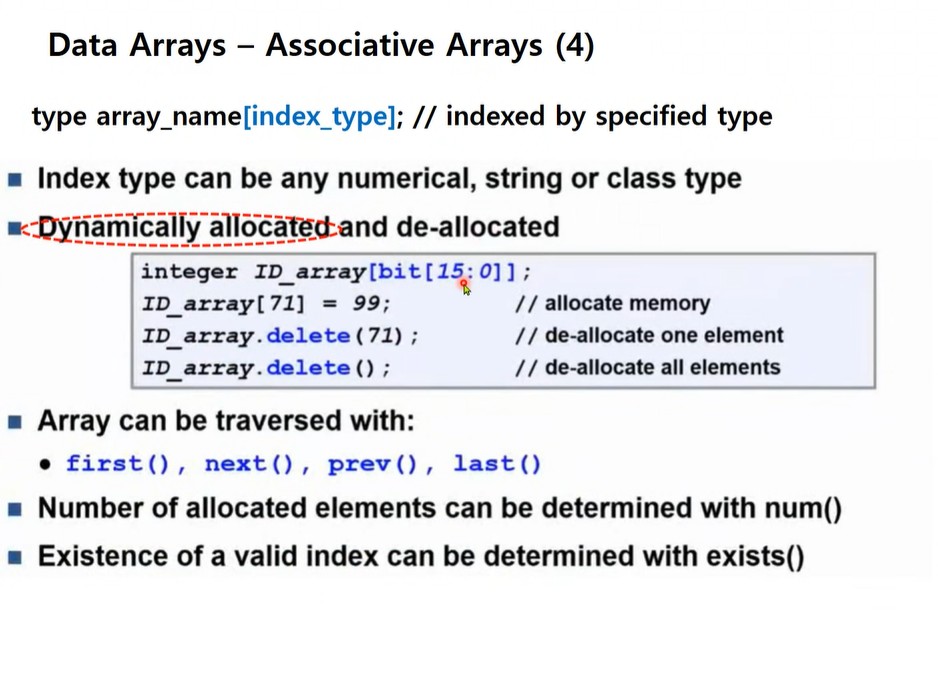 Data Arrays – Associative Arrays (4)
type array_name[index_type]; // indexed by specified type
Index type can be any numerical, string or class type
Dynamically allocated and de-allocated
integer ID_array[bit[15:0]];
ID_array[71] = 99; // allocate memory
ID_array.delete(71); // de-allocate one element
ID_array.delete(); // de-allocate all elements
Array can be traversed with:
first(), next(), prev(), last()
Number of allocated elements can be determined with num()
Existence of a valid index can be determined with exists()